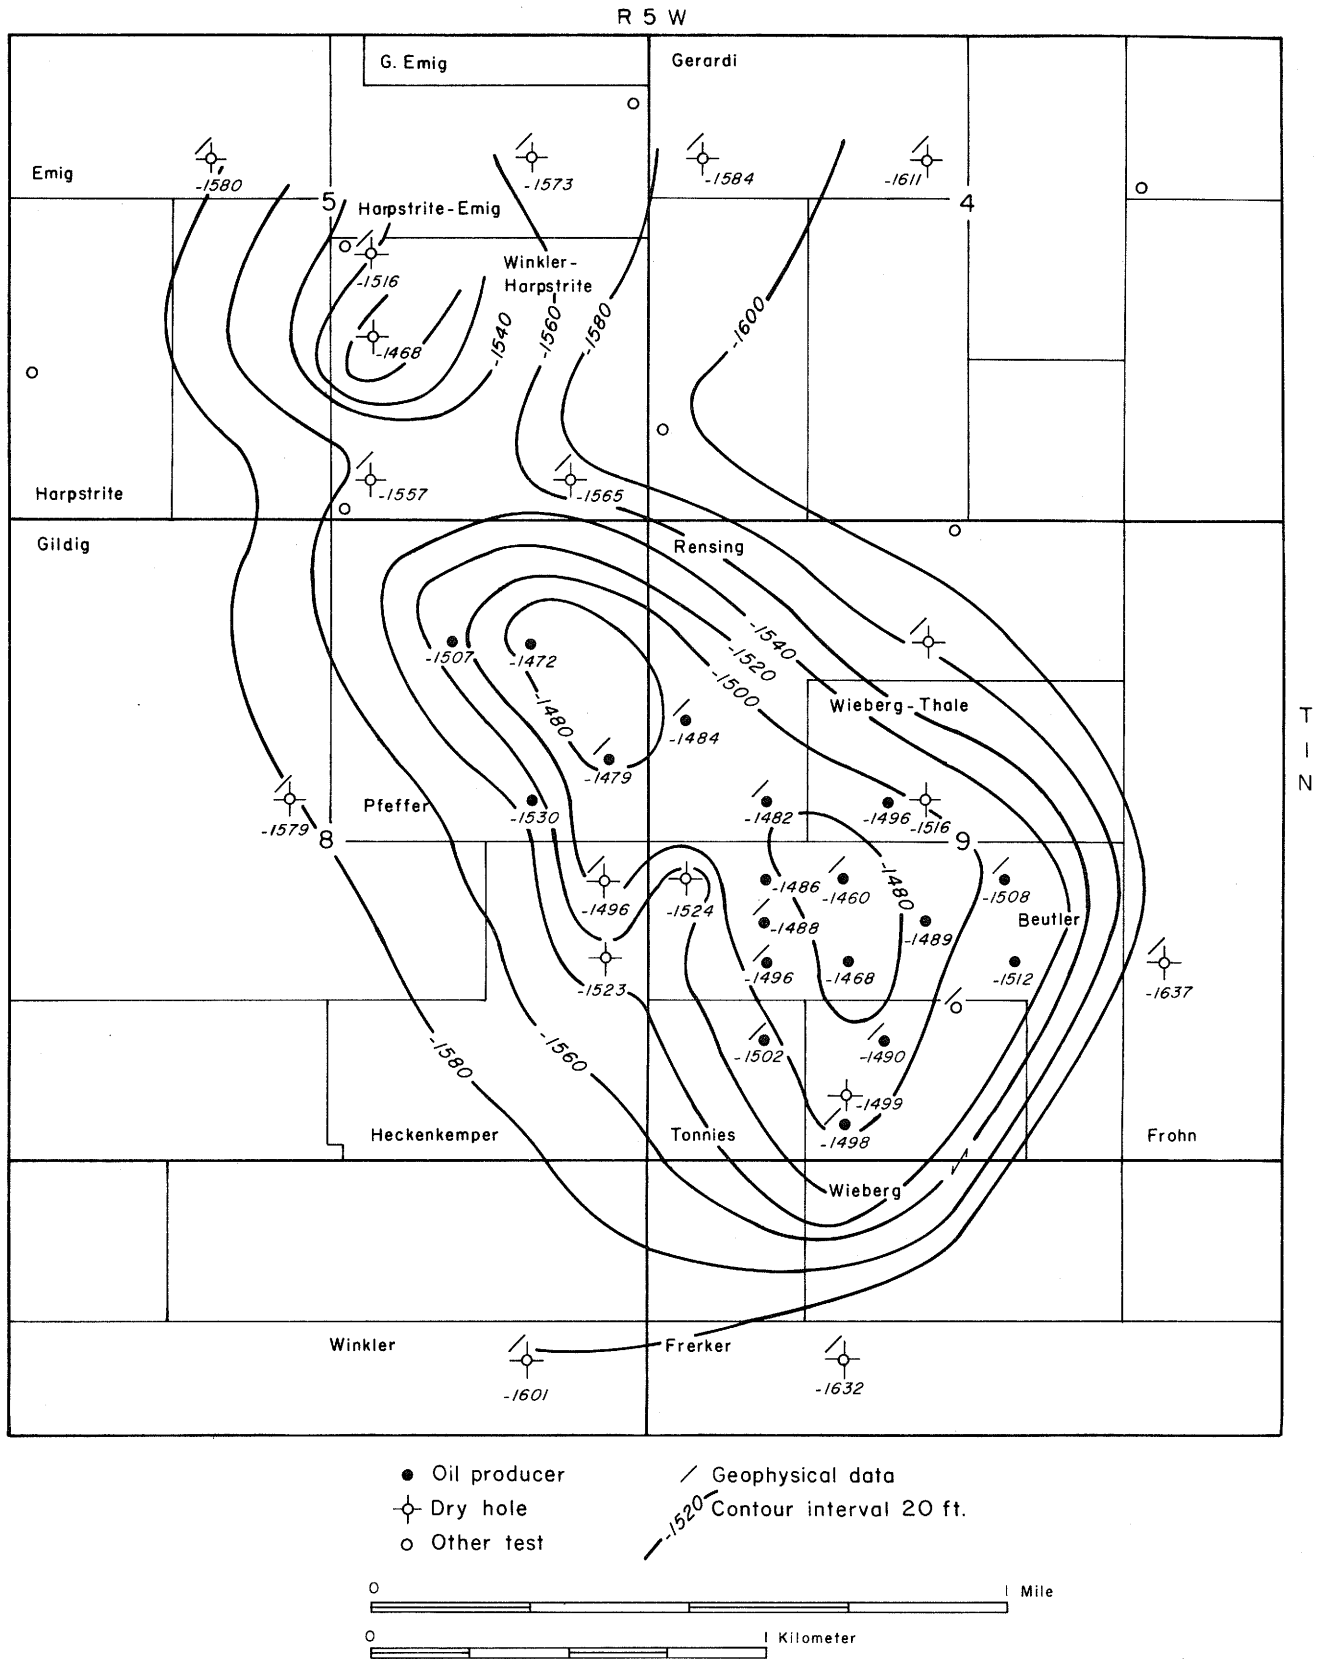 R 5 W
G. Emig
Gerardi
Emig
-1580
-1573
-1584
-1611
5
4
Harpstrite-Emig
-1516
Winkler-
Harpstrite
-1468
-1540
-1560
-1580
-1600
Harpstrite
-1557
-1565
Gildig
Rensing
-1507
-1472
-1540
-1520
-1500
-1480
-1484
Wieberg-Thale
T
1
N
-1479
Pfeffer
-1530
-1482
-1496
-1516
-1579
8
9
-1496
-1524
-1486
-1460
-1480
-1508
-1488
-1489
Beutler
-1523
-1496
-1468
-1512
-1637
-1580
-1560
-1502
-1490
-1499
-1498
Heckenkemper
Tonnies
Frohn
Wieberg
Winkler
Frerker
-1601
-1632
Oil producer
Geophysical data
Dry hole
-1520
Contour interval 20 ft.
Other test
0 1 Mile
0 1 Kilometer